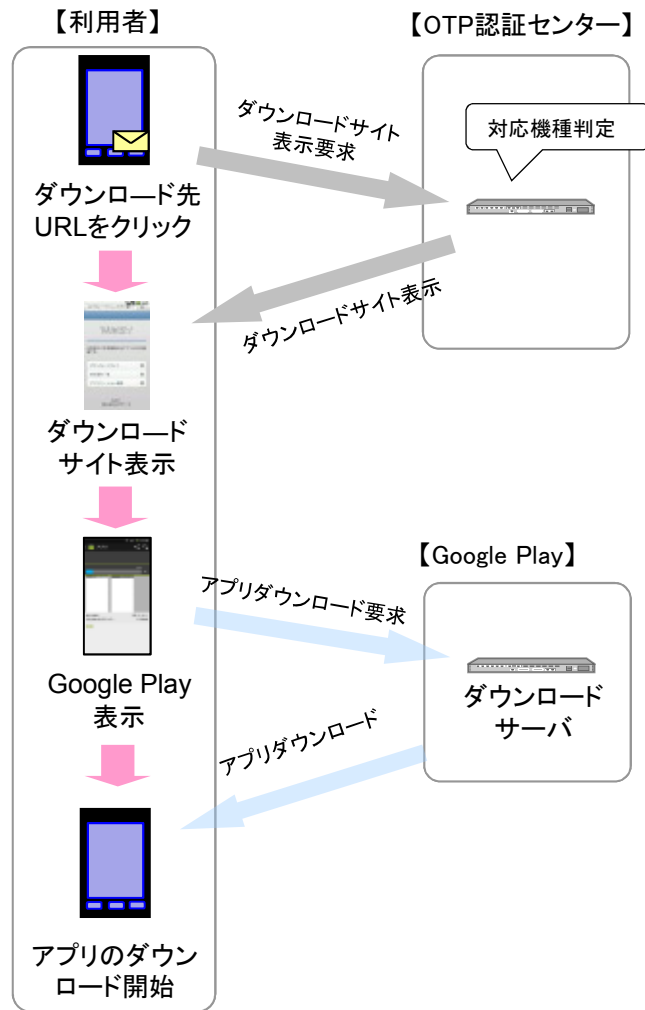 【利用者】
【OTP認証センター】
ダウンロードサイト
表示要求
対応機種判定
ダウンロ―ド先
URLをクリック
ダウンロードサイト表示
ダウンロ―ド
サイト表示
【Google Play】
アプリダウンロード要求
Google Play
表示
ダウンロード
サーバ
アプリダウンロード
アプリのダウン
ロード開始